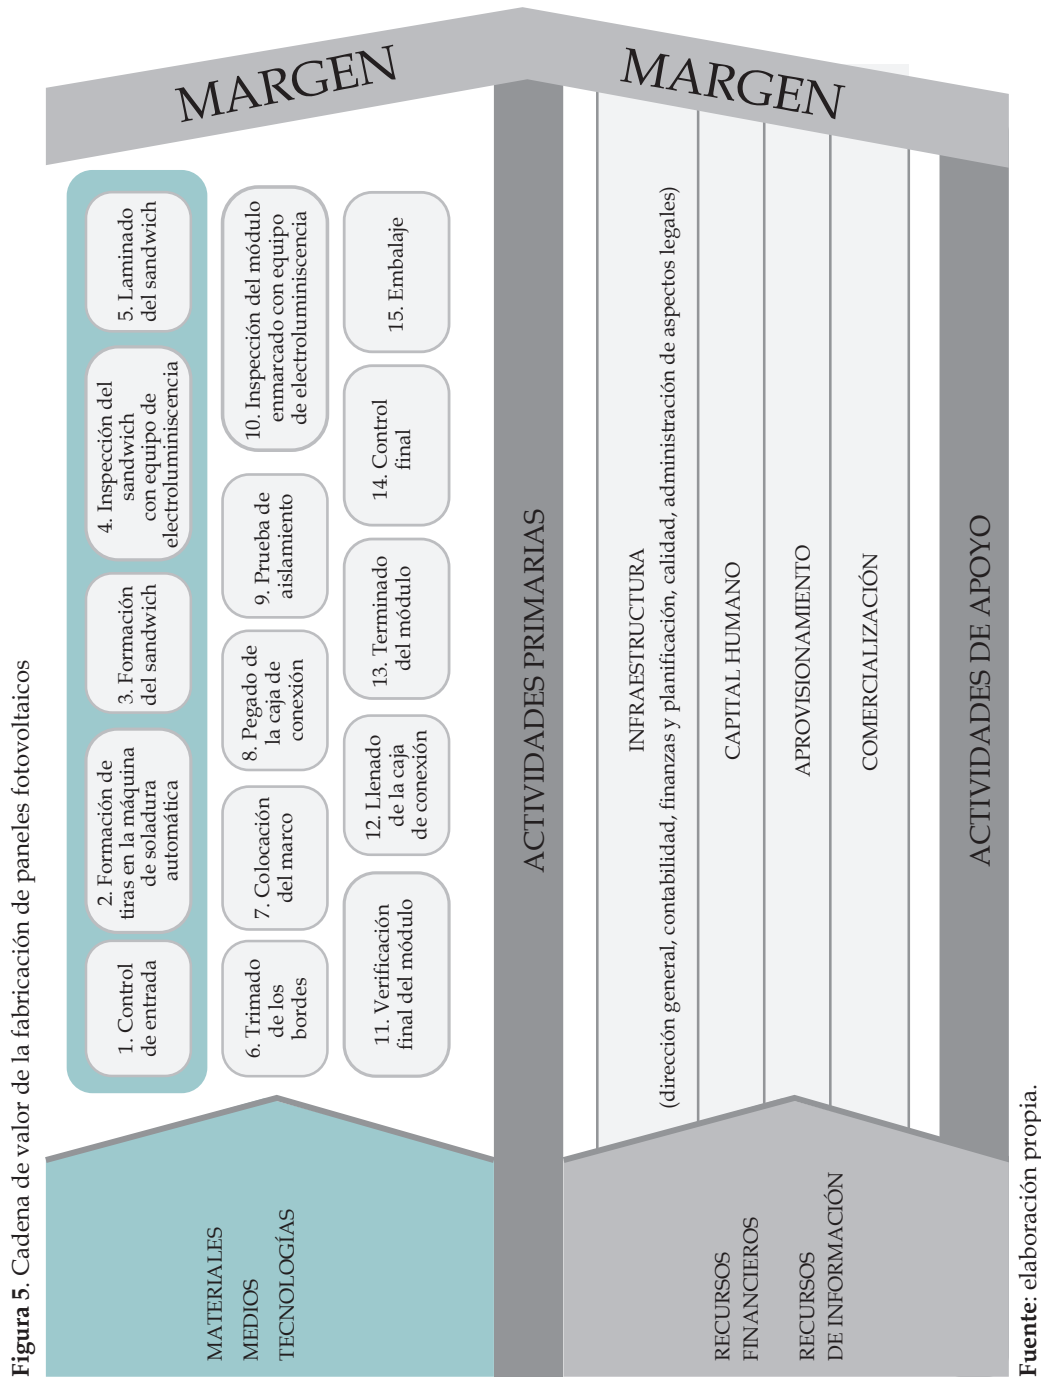 Figura 5. Cadena de valor de la fabricación de paneles fotovoltaicos
MATERIALES
MEDIOS
TECNOLOGÍAS
1. Control
de entrada
2. Formación de
tiras en la máquina
de soladura
automática
3. Formación
del sandwich
4. Inspección del
sandwich
con equipo de
electroluminiscencia
5. Laminado
del sandwich
6. Trimado
de los
bordes
7. Colocación
del marco
8. Pegado de
la caja de
conexión
9. Prueba de
aislamiento
10. Inspección del módulo
enmarcado con equipo
de electroluminiscencia
11. Verificación
final del módulo
12. Llenado
de la caja
de conexión
13. Terminado
del módulo
14. Control
final
15. Embalaje
MARGEN
ACTIVIDADES PRIMARIAS
RECURSOS
FINANCIEROS
RECURSOS
DE INFORMACIÓN
INFRAESTRUCTURA
(dirección general, contabilidad, finanzas y planificación, calidad, administración de aspectos legales)
CAPITAL HUMANO
APROVISIONAMIENTO
COMERCIALIZACIÓN
MARGEN
ACTIVIDADES DE APOYO
Fuente: elaboración propia.